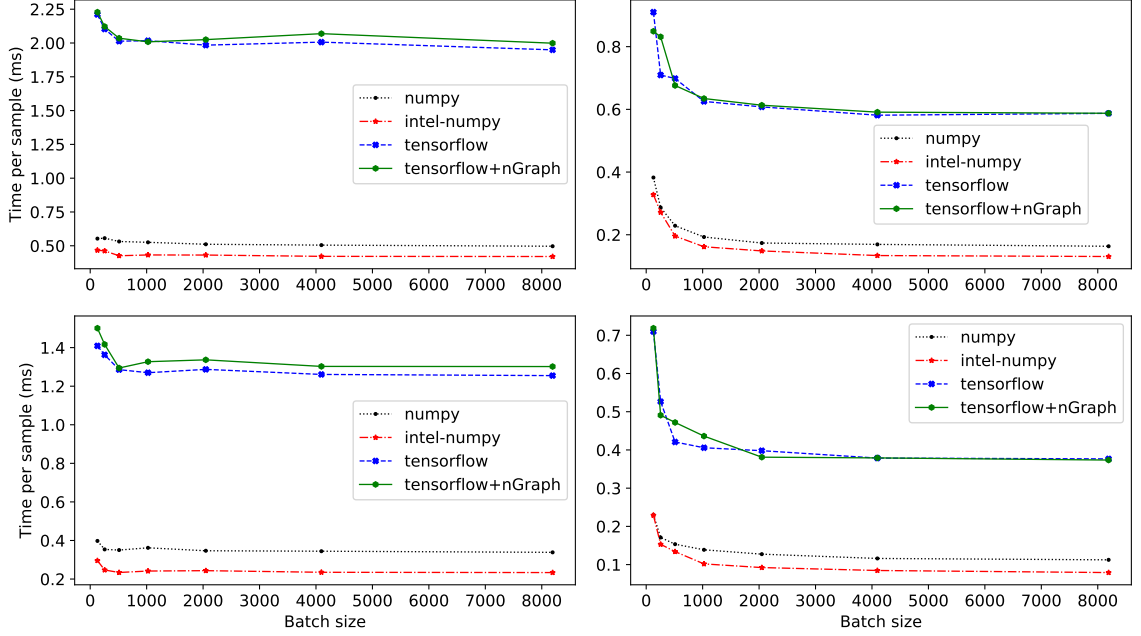 2.25
2.00
1.75
1.50
1.25
1.00
0.75
0.50
Time per sample (ms)
numpy
intel-numpy
tensorflow
tensorflow+nGraph
0 1000 2000 3000 4000 5000 6000 7000 8000
0.8
0.6
0.4
0.2
numpy
intel-numpy
tensorflow
tensorflow+nGraph
0 1000 2000 3000 4000 5000 6000 7000 8000
1.4
1.2
1.0
0.8
0.6
0.4
0.2
Time per sample (ms)
numpy
intel-numpy
tensorflow
tensorflow+nGraph
0 1000 2000 3000 4000 5000 6000 7000 8000
Batch size
0.7
0.6
0.5
0.4
0.3
0.2
0.1
numpy
intel-numpy
tensorflow
tensorflow+nGraph
0 1000 2000 3000 4000 5000 6000 7000 8000
Batch size